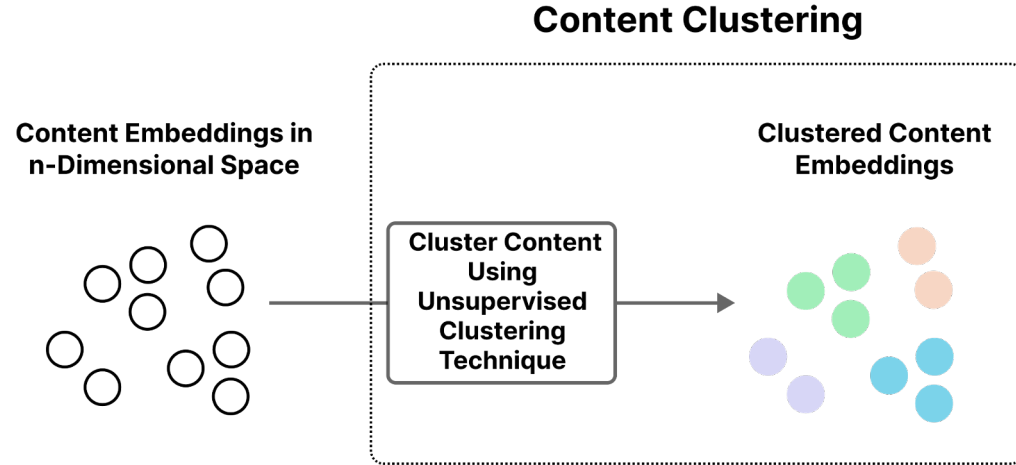 Content Clustering
Content Embeddings in
n-Dimensional Space
Cluster Content
Using
Unsupervised
Clustering
Technique
Clustered Content
Embeddings